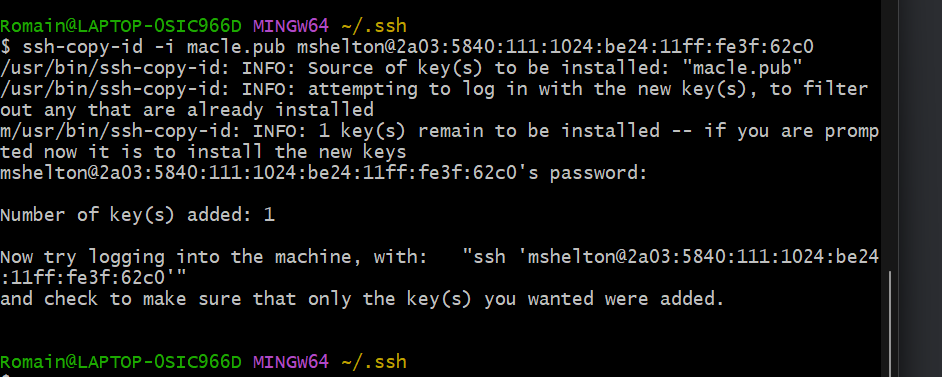 Romain@LAPTOP-0SIC966D MINGW64 ~/.ssh
$ ssh-copy-id -i macle.pub mshelton@2a03:5840:111:1024:be24:11ff:fe3f:62c0
/usr/bin/ssh-copy-id: INFO: Source of key(s) to be installed: "macle.pub"
/usr/bin/ssh-copy-id: INFO: attempting to log in with the new key(s), to filter
out any that are already installed
m/usr/bin/ssh-copy-id: INFO: 1 key(s) remain to be installed -- if you are promp
ted now it is to install the new keys
mshelton@2a03:5840:111:1024:be24:11ff:fe3f:62c0's password:
Number of key(s) added: 1
Now try logging into the machine, with:   "ssh 'mshelton@2a03:5840:111:1024:be24
:11ff:fe3f:62c0'"
and check to make sure that only the key(s) you wanted were added.
Romain@LAPTOP-0SIC966D MINGW64 ~/.ssh